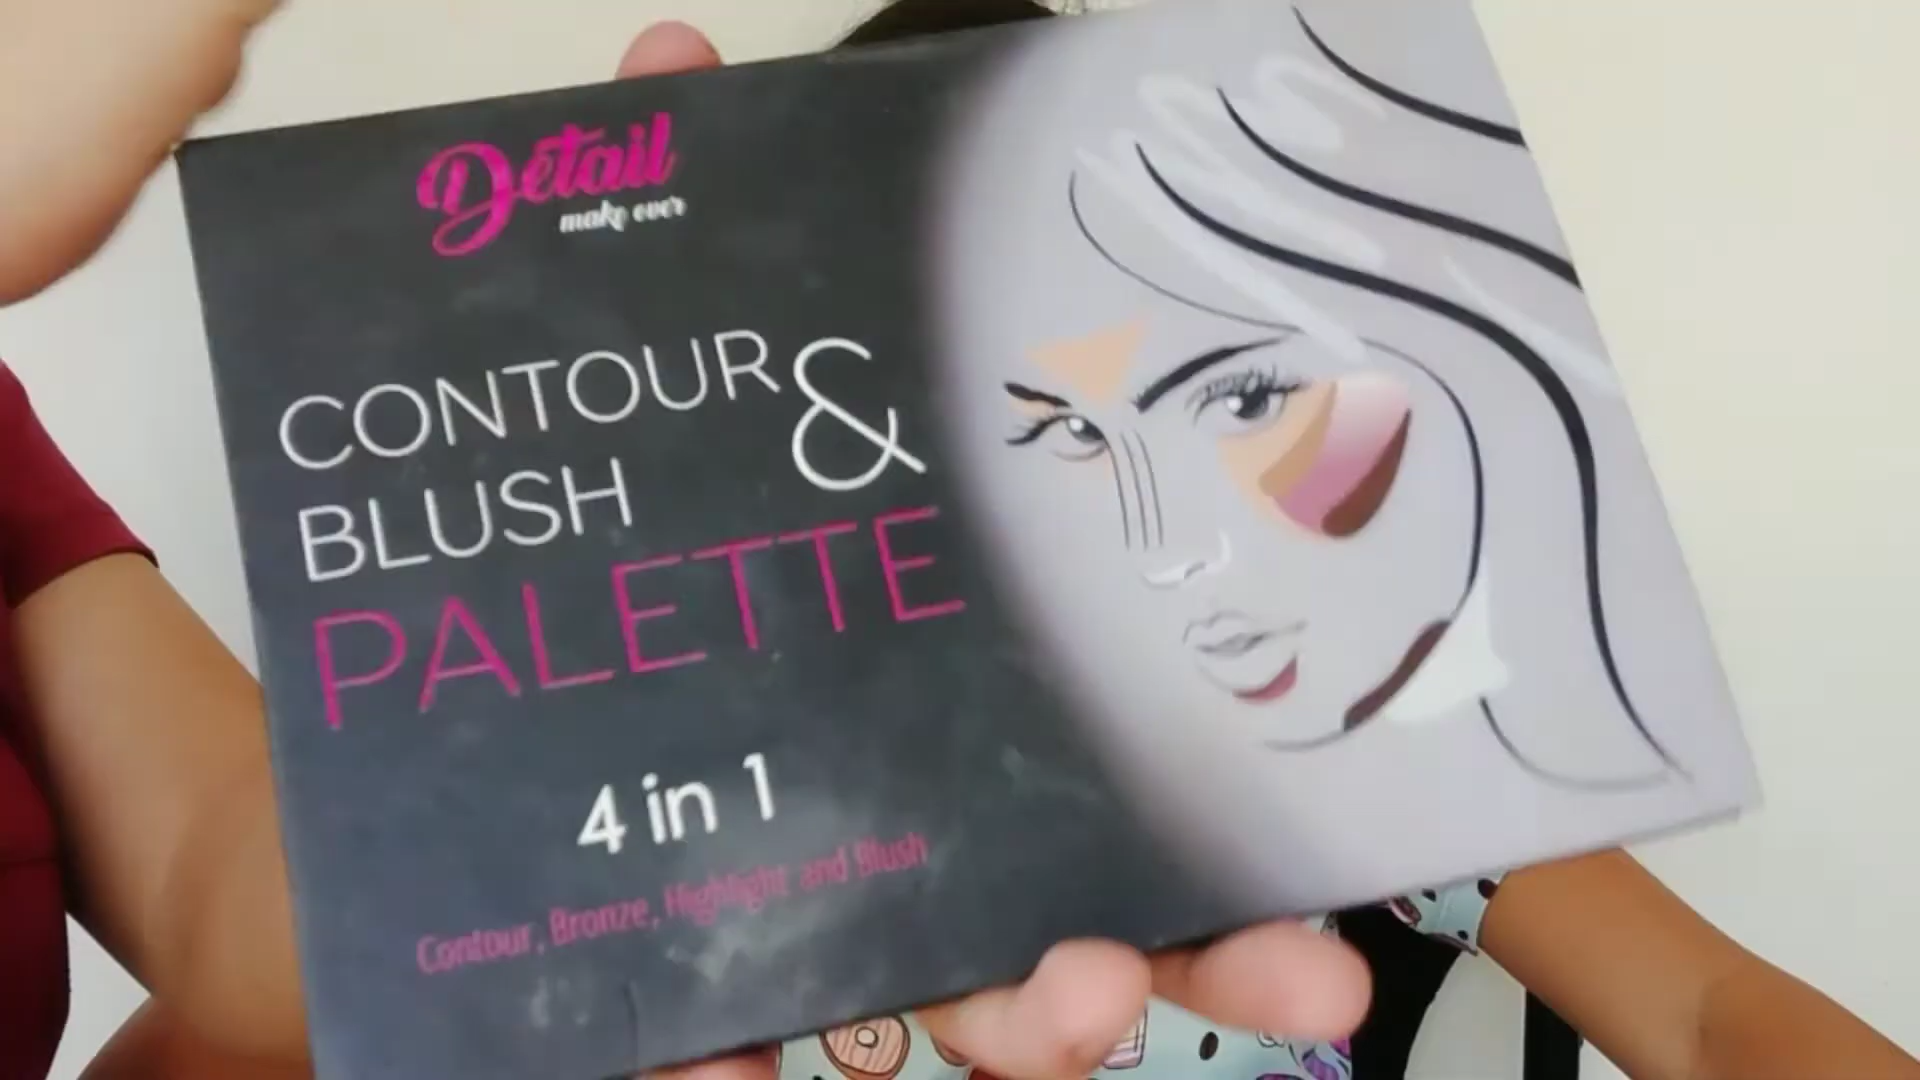 Detail
make over
CONTOUR &
BLUSH
PALETTE
4 in 1
Contour, Bronze, Highlight and Blush